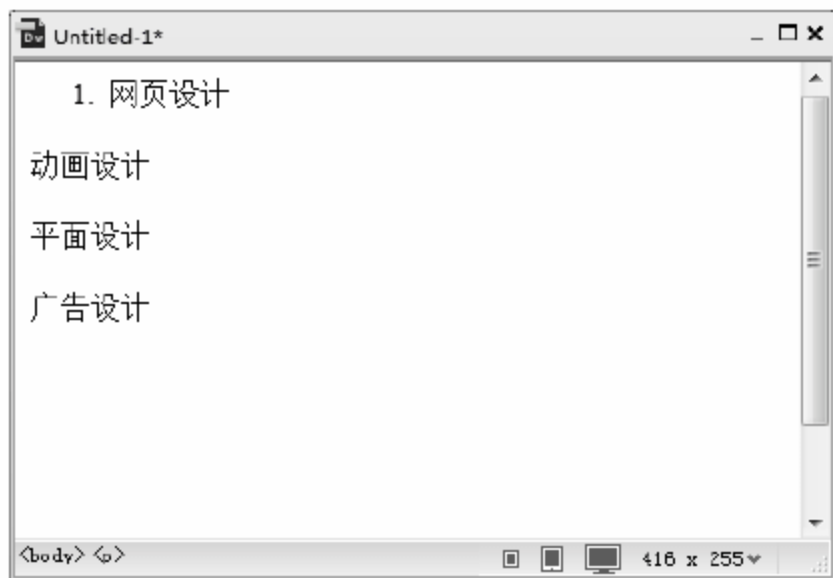 Untitled-1*
1. 网页设计
动画设计
平面设计
广告设计
<body> <p> 416 x 255